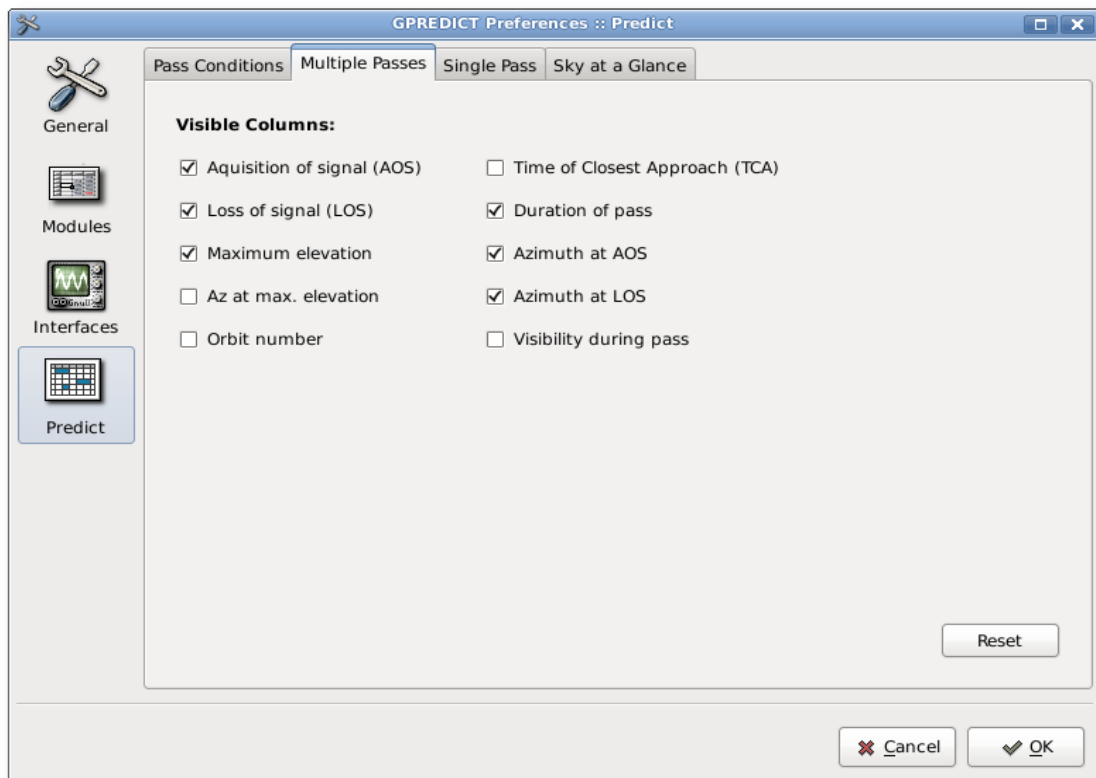 GPREDICT Preferences :: Predict
General
Modules
Interfaces
Predict
Pass Conditions
Multiple Passes
Single Pass
Sky at a Glance
Visible Columns:
Aquisition of signal (AOS)
Time of Closest Approach (TCA)
Loss of signal (LOS)
Duration of pass
Maximum elevation
Azimuth at AOS
Az at max. elevation
Azimuth at LOS
Orbit number
Visibility during pass
Reset
Cancel
OK